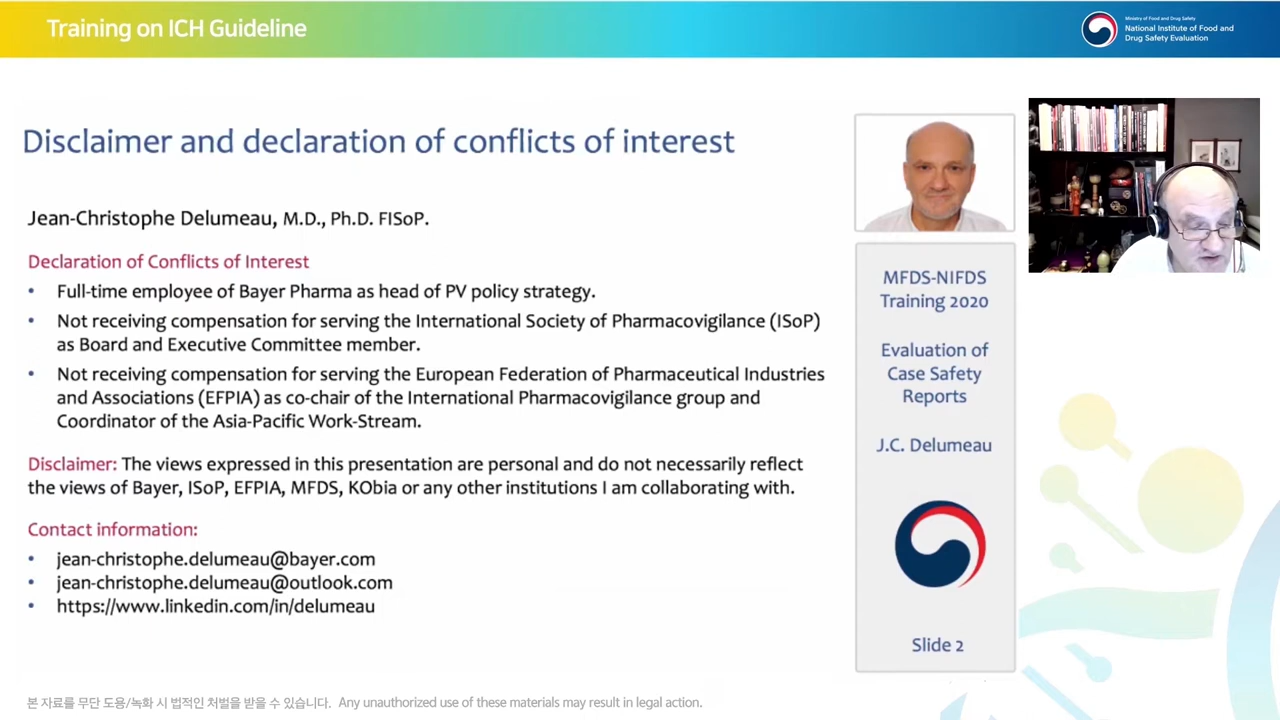 Training on ICH Guideline
Ministry of Food and Drug Safety
National Institute of Food and
Drug Safety Evaluation
Disclaimer and declaration of conflicts of interest
Jean-Christophe Delumeau, M.D., Ph.D. FISoP.
Declaration of Conflicts of Interest
• Full-time employee of Bayer Pharma as head of PV policy strategy.
• Not receiving compensation for serving the International Society of Pharmacovigilance (ISoP)
as Board and Executive Committee member.
• Not receiving compensation for serving the European Federation of Pharmaceutical Industries
and Associations (EFPIA) as co-chair of the International Pharmacovigilance group and
Coordinator of the Asia-Pacific Work-Stream.
Disclaimer: The views expressed in this presentation are personal and do not necessarily reflect
the views of Bayer, ISoP, EFPIA, MFDS, KObia or any other institutions I am collaborating with.
Contact information:
• jean-christophe.delumeau@bayer.com
• jean-christophe.delumeau@outlook.com
• https://www.linkedin.com/in/delumeau
MFDS-NIFDS
Training 2020
Evaluation of
Case Safety
Reports
J.C. Delumeau
Slide 2
본 자료를 무단 도용/녹화 시 법적인 처벌을 받을 수 있습니다. Any unauthorized use of these materials may result in legal action.